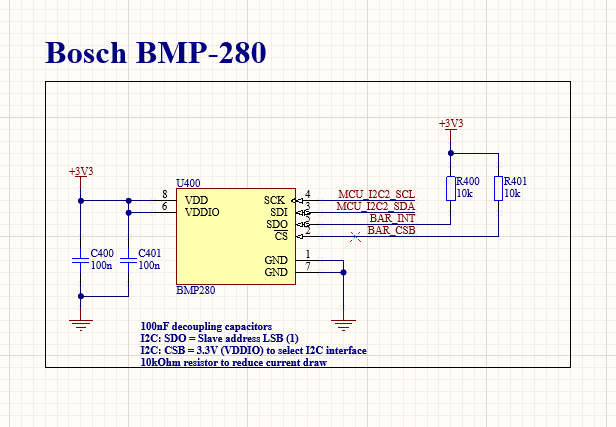 Bosch BMP-280
+3V3
+3V3
U400
8 VDD SCK 4 MCU_I2C2_SCL
6 VDDIO SDI 3 MCU_I2C2_SDA
SDO 5 BAR_INT
CS 2 BAR_CSB
R400
10k
R401
10k
C400
100n
C401
100n
GND 1
GND 7
BMP280
100nF decoupling capacitors
I2C: SDO = Slave address LSB (1)
I2C: CSB = 3.3V (VDDIO) to select I2C interface
10kOhm resistor to reduce current draw